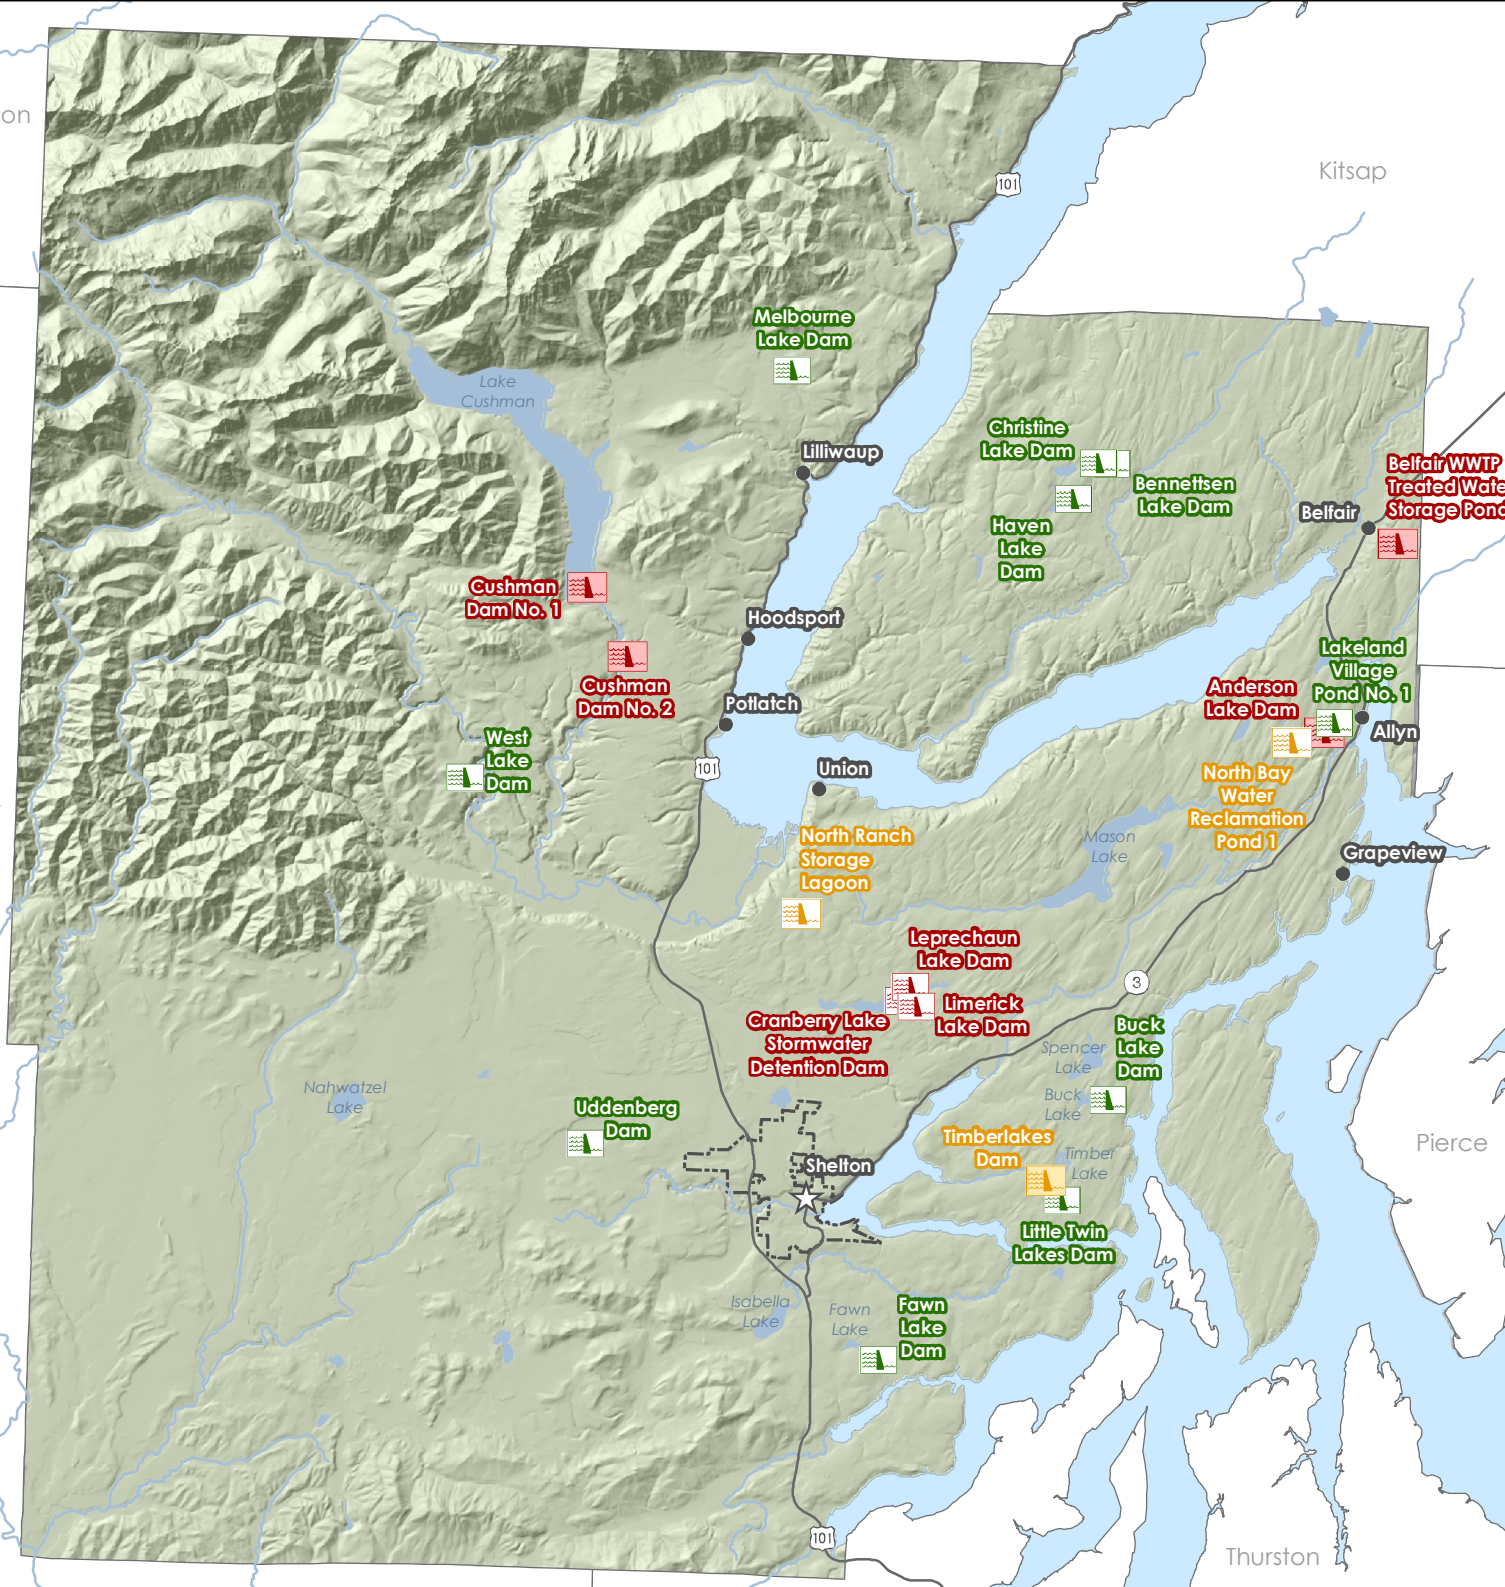 on
Kitsap
101
Melbourne
Lake Dam
Lake
Cushman
Christine
Lake Dam
Lilliwaup
Belfair WWTP
Treated Wate
Storage Pond
Bennettsen
Lake Dam
Belfair
Haven
Lake
Dam
Cushman
Dam No. 1
Hoodsport
Lakeland
Village
Pond No. 1
Cushman
Dam No. 2
Anderson
Lake Dam
Potlatch
Allyn
West
Lake
Dam
101
Union
North Bay
Water
Reclamation
Pond 1
North Ranch
Storage
Lagoon
Mason
Lake
Grapeview
Leprechaun
Lake Dam
3
Limerick
Lake Dam
Cranberry Lake
Stormwater
Detention Dam
Buck
Lake
Dam
Spencer
Lake
Nahwatzel
Lake
Buck
Lake
Uddenberg
Dam
Timberlakes
Dam
Pierce
Shelton
Timber
Lake
Little Twin
Lakes Dam
Isabella
Lake
Fawn
Lake
Fawn
Lake
Dam
101
Thurston